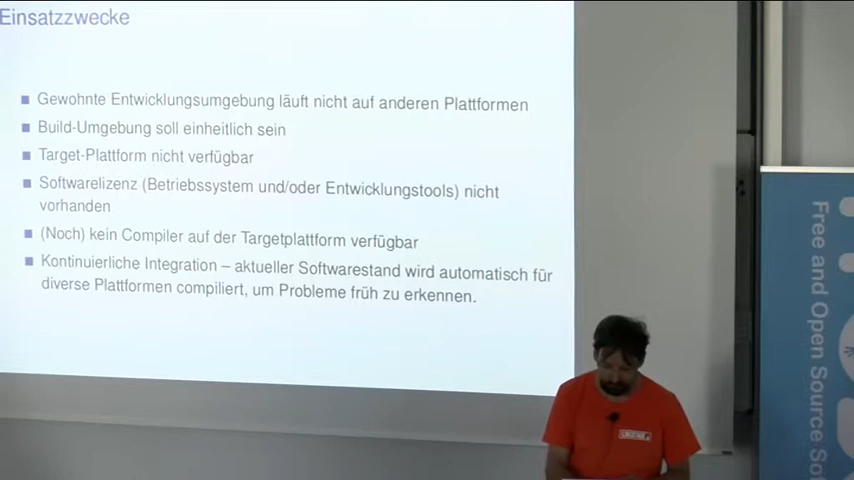 Einsatzzwecke
Gewohnte Entwicklungsumgebung läuft nicht auf anderen Plattformen
Build-Umgebung soll einheitlich sein
Target-Plattform nicht verfügbar
Softwarelizenz (Betriebssystem und/oder Entwicklungstools) nicht
vorhanden
(Noch) kein Compiler auf der Targetplattform verfügbar
Kontinuierliche Integration – aktueller Softwarestand wird automatisch für
diverse Plattformen compiliert, um Probleme früh zu erkennen.
Free and Open Source So